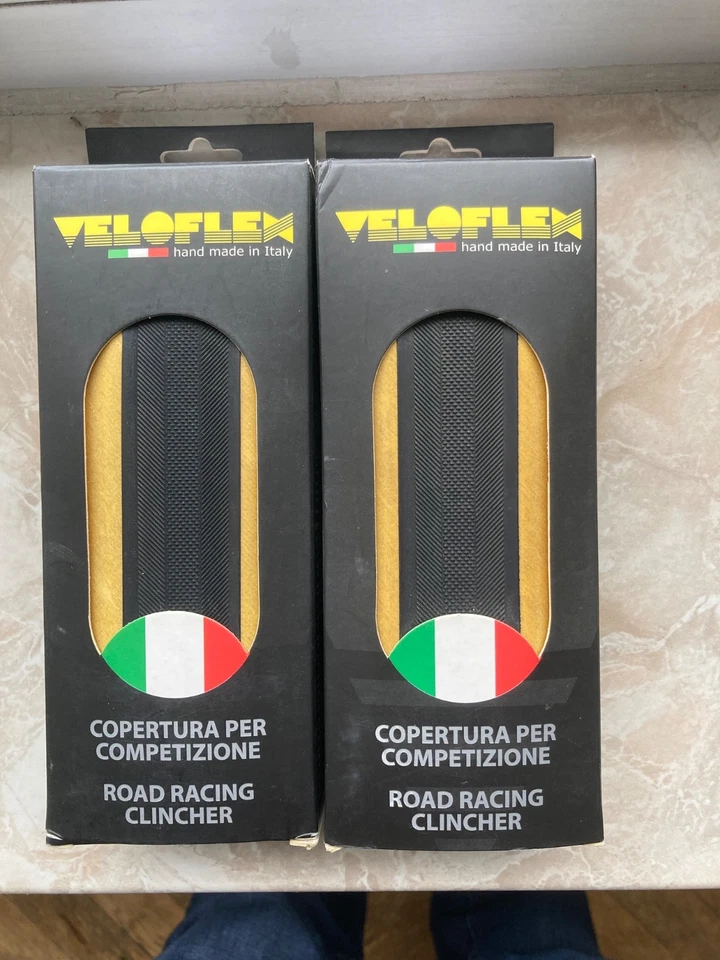 VELOFLEX
hand made in Italy
COPERTURA PER
COMPETIZIONE
ROAD RACING
CLINCHER
VELOFLEX
hand made in Italy
COPERTURA PER
COMPETIZIONE
ROAD RACING
CLINCHER